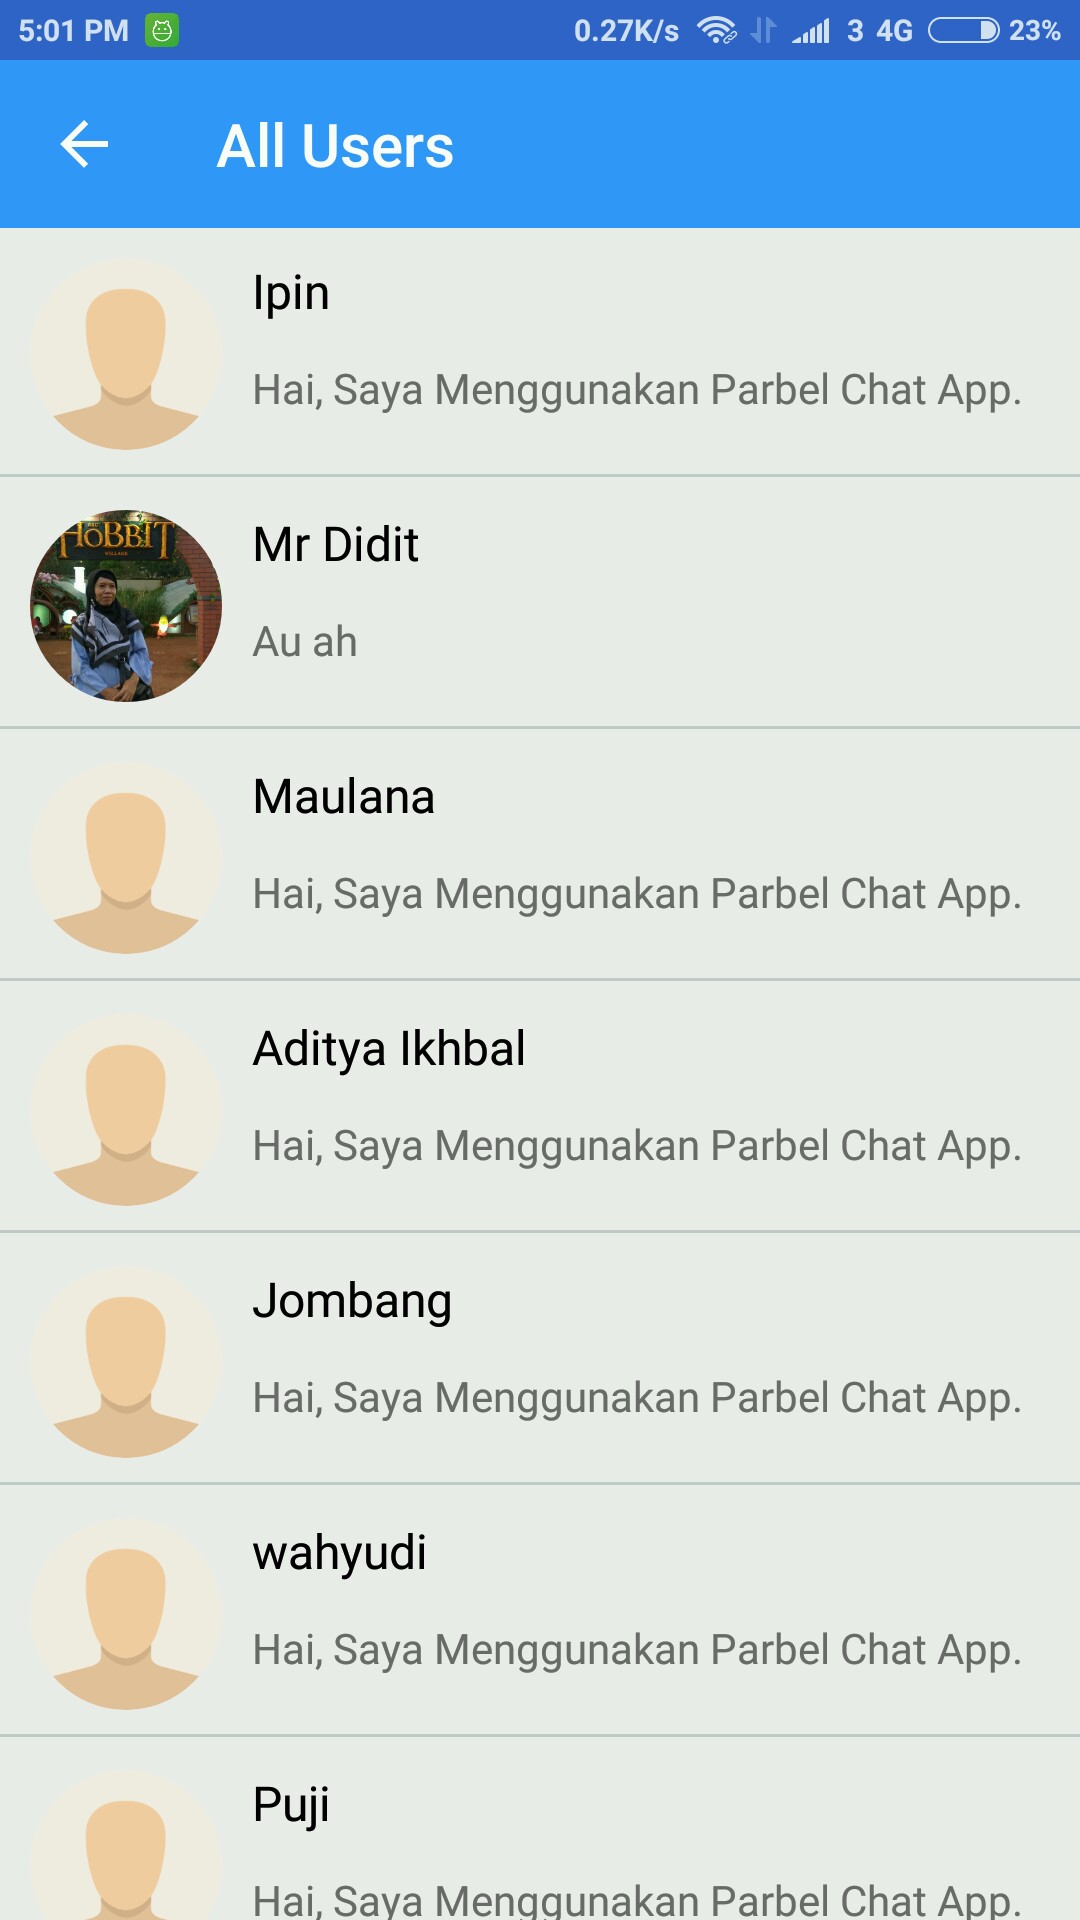 5:01 PM 0.27K/s 3 4G 23%
All Users
Ipin
Hai, Saya Menggunakan Parbel Chat App.
HOBBIT
VILLAGE
Mr Didit
Au ah
Maulana
Hai, Saya Menggunakan Parbel Chat App.
Aditya Ikhbal
Hai, Saya Menggunakan Parbel Chat App.
Jombang
Hai, Saya Menggunakan Parbel Chat App.
wahyudi
Hai, Saya Menggunakan Parbel Chat App.
Puji
Hai, Saya Menggunakan Parbel Chat App.